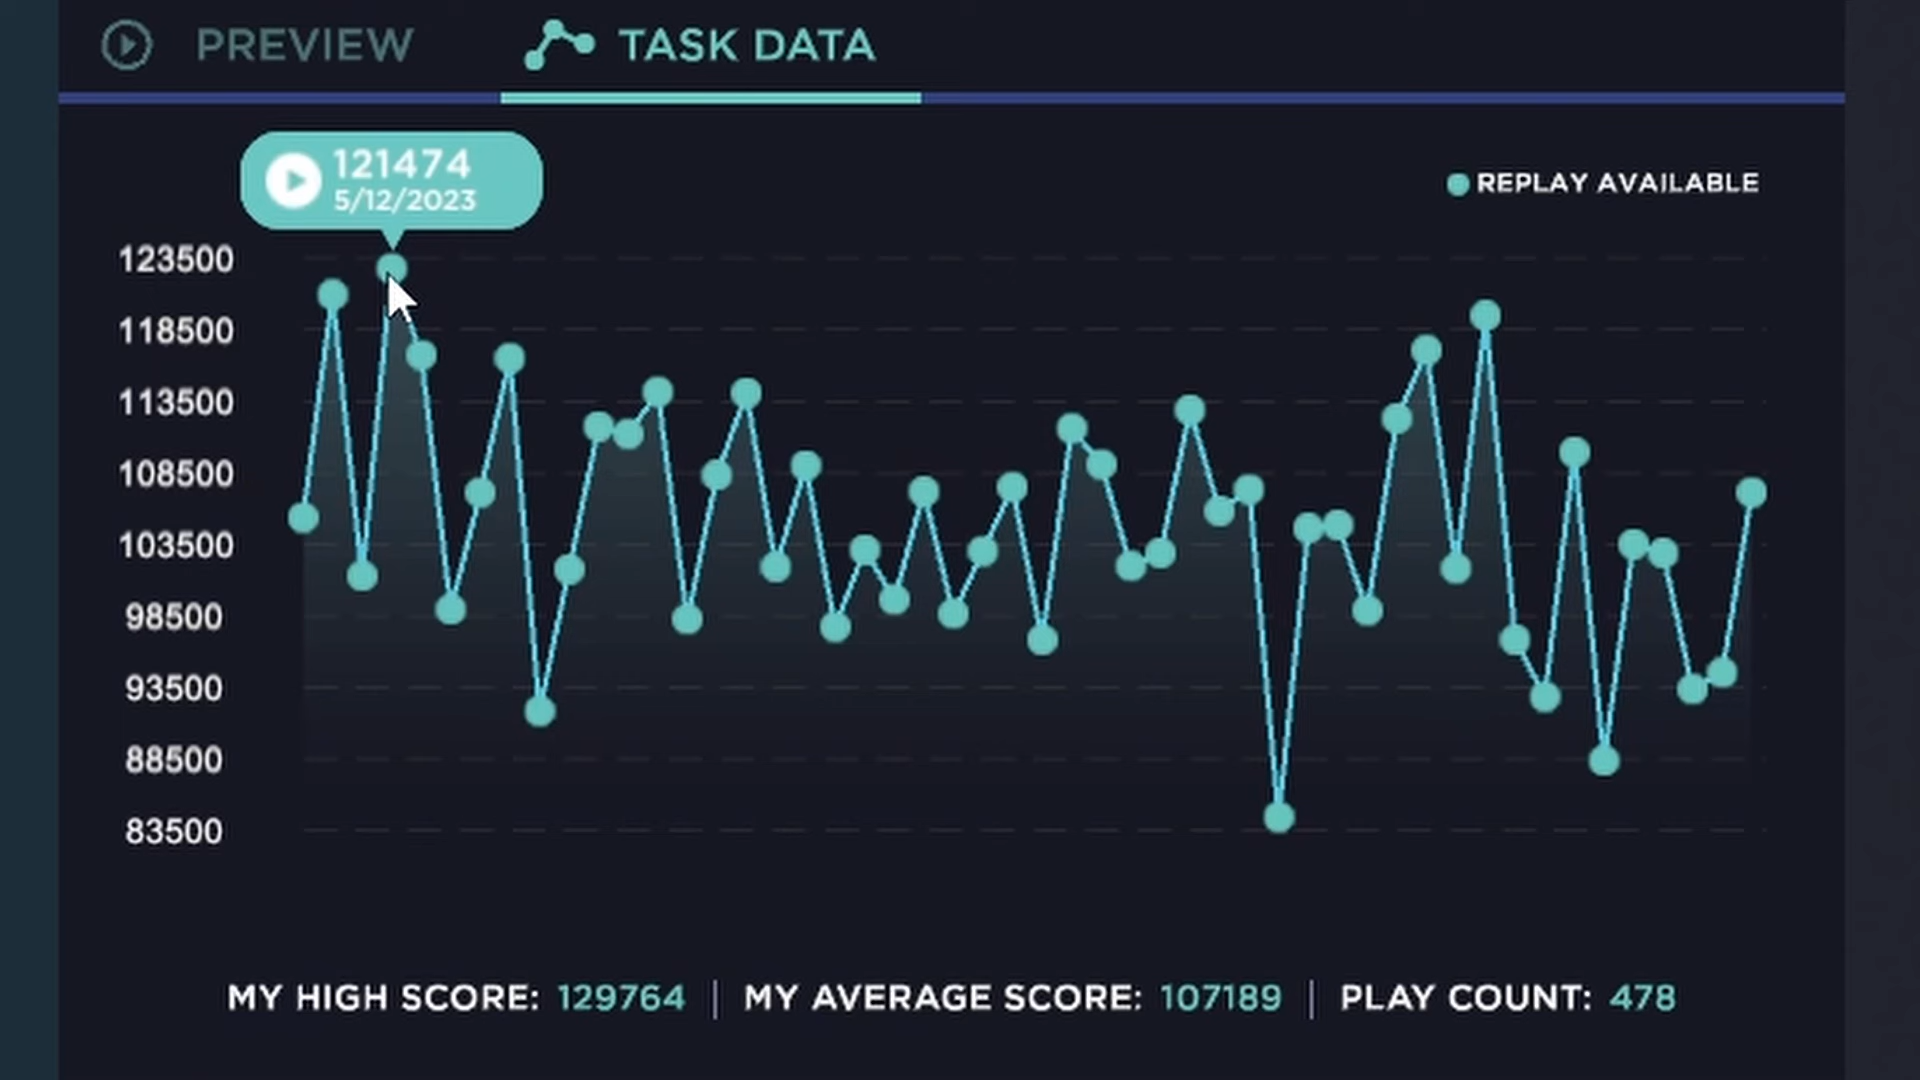 PREVIEW
TASK DATA
121474
5/12/2023
REPLAY AVAILABLE
123500
118500
113500
108500
103500
98500
93500
88500
83500
MY HIGH SCORE: 129764 | MY AVERAGE SCORE: 107189 | PLAY COUNT: 478